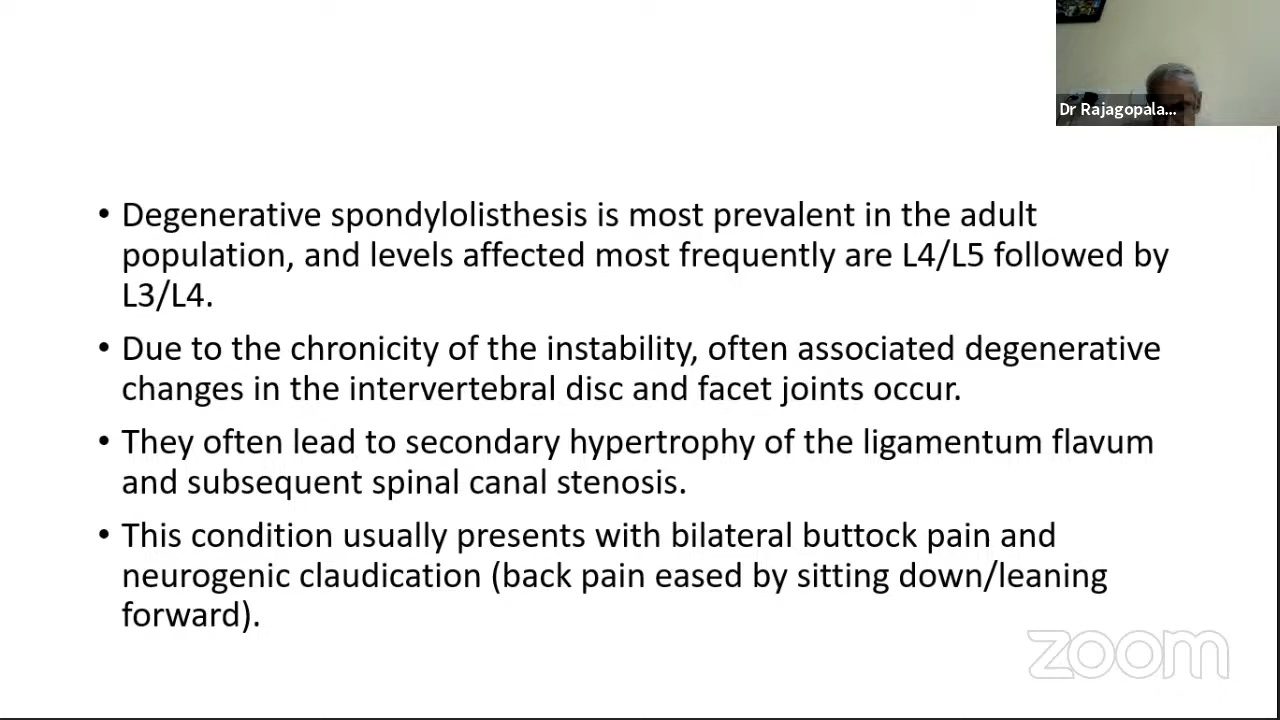 Dr Rajagopala...
• Degenerative spondylolisthesis is most prevalent in the adult
population, and levels affected most frequently are L4/L5 followed by
L3/L4.
• Due to the chronicity of the instability, often associated degenerative
changes in the intervertebral disc and facet joints occur.
• They often lead to secondary hypertrophy of the ligamentum flavum
and subsequent spinal canal stenosis.
• This condition usually presents with bilateral buttock pain and
neurogenic claudication (back pain eased by sitting down/leaning
forward).
zoom